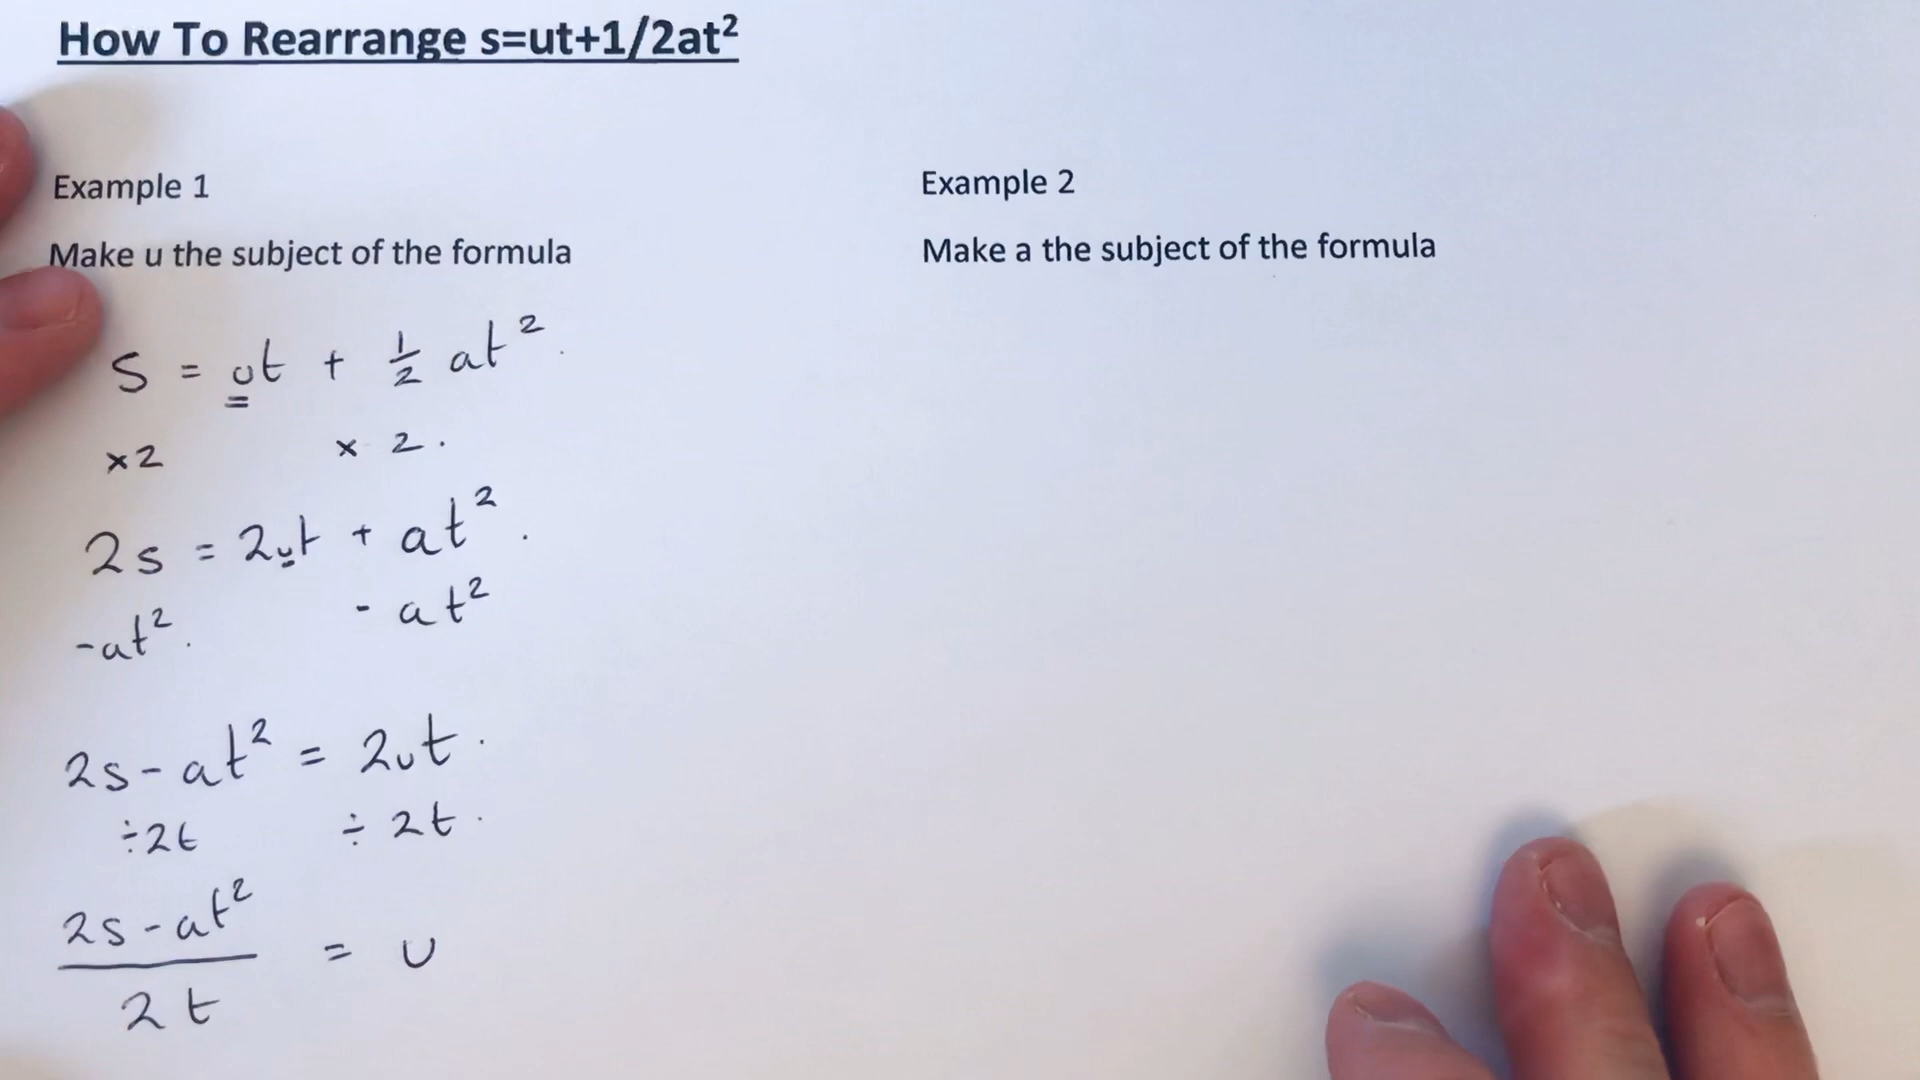 How To Rearrange s=ut+1/2at²
Example 1
Make u the subject of the formula
s = ut + ½ at².
×2 × 2.
2s = 2ut + at².
-at². - at²
2s - at² = 2ut.
÷2t ÷ 2t.
2s - at²
2t
= u
Example 2
Make a the subject of the formula